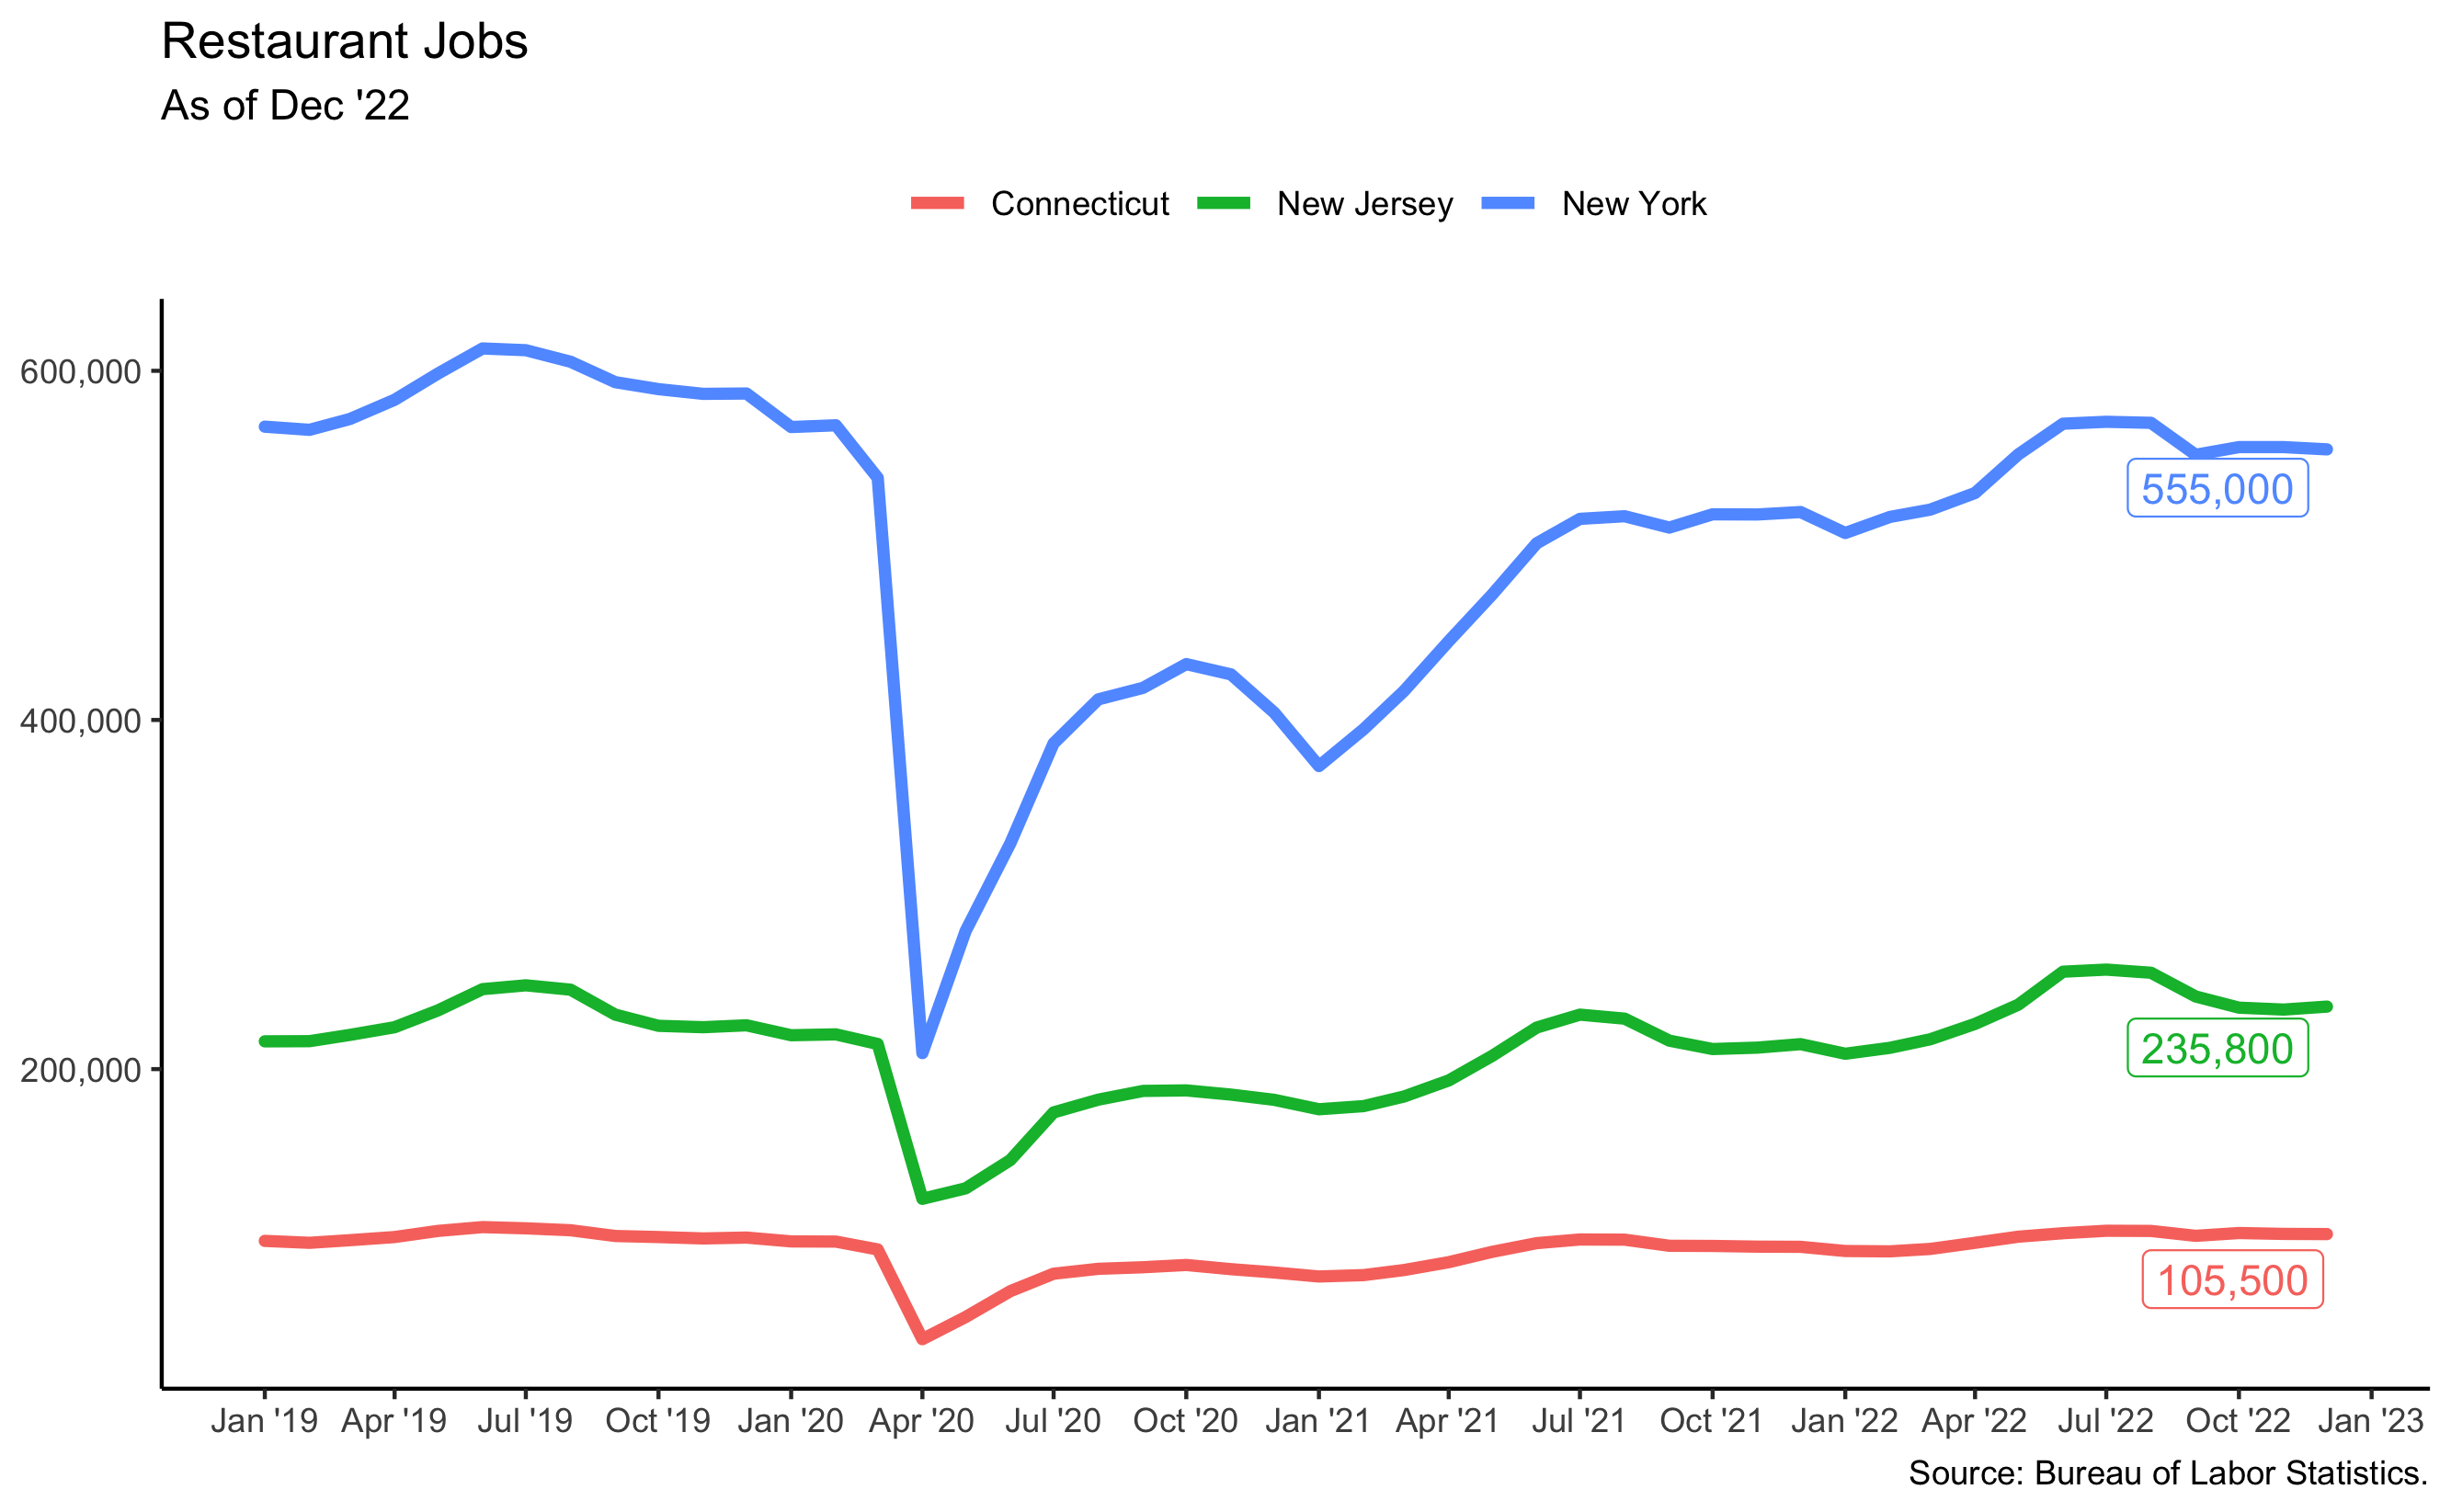 Restaurant Jobs
As of Dec '22
Connecticut New Jersey New York
600,000
400,000
200,000
555,000
235,800
105,500
Jan '19 Apr '19 Jul '19 Oct '19 Jan '20 Apr '20 Jul '20 Oct '20 Jan '21 Apr '21 Jul '21 Oct '21 Jan '22 Apr '22 Jul '22 Oct '22 Jan '23
Source: Bureau of Labor Statistics.